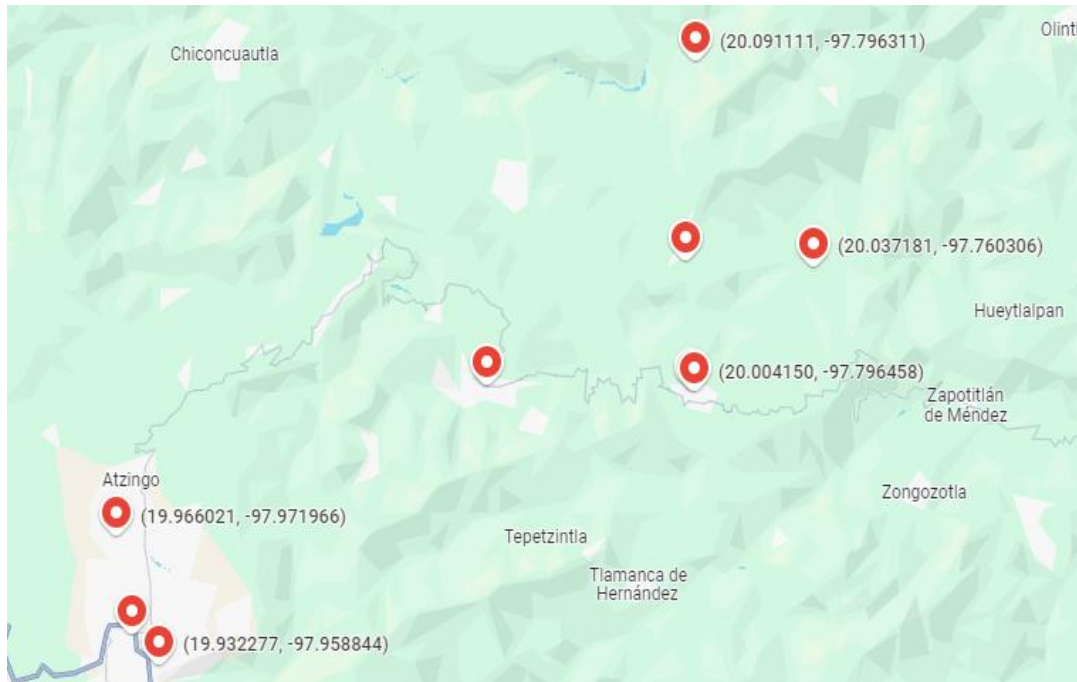 Chiconcuautla
(20.091111, -97.796311)
(20.037181, -97.760306)
Hueytlalpan
(20.004150, -97.796458)
Zapotitlán
de Méndez
Atzingo
(19.966021, -97.971966)
Zongozotla
Tepetzintla
Tlamanca de
Hernández
(19.932277, -97.958844)